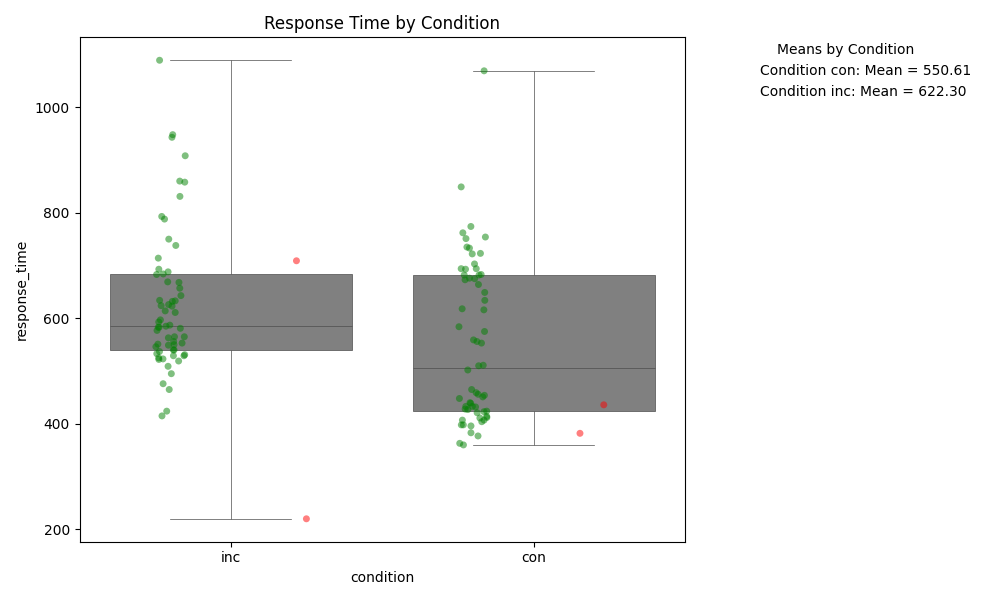 Response Time by Condition
Means by Condition
Condition con: Mean = 550.61
Condition inc: Mean = 622.30
1000
800
600
400
200
response_time
inc con
condition